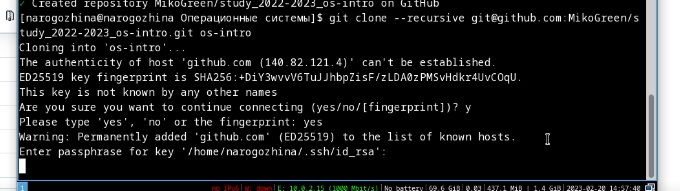 ✓ Created repository MikoGreen/study_2022-2023_os-intro on GitHub
[narogozhina@narogozhina Операционные системы]$ git clone --recursive git@github.com:MikoGreen/s
tudy_2022-2023_os-intro.git os-intro
Cloning into 'os-intro'...
The authenticity of host 'github.com (140.82.121.4)' can't be established.
ED25519 key fingerprint is SHA256:+DiY3wvvV6TuJJhbpZisF/zLDA0zPMSvHdkr4UvCOqU.
This key is not known by any other names
Are you sure you want to continue connecting (yes/no/[fingerprint])? y
Please type 'yes', 'no' or the fingerprint: yes
Warning: Permanently added 'github.com' (ED25519) to the list of known hosts.
Enter passphrase for key '/home/narogozhina/.ssh/id_rsa':
1 no IPv6 W: down E: 10.0.2.15 (1000 Mbit/s) No battery 69.6 GiB 0.03 437.1 MiB 1.4 GiB 2023-02-20 14:57:40